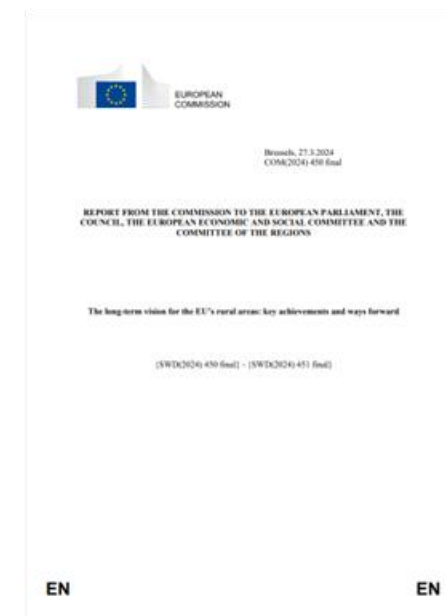 EUROPEAN
COMMISSION
Brussels, 27.3.2024
COM(2024) 450 final
REPORT FROM THE COMMISSION TO THE EUROPEAN PARLIAMENT, THE
COUNCIL, THE EUROPEAN ECONOMIC AND SOCIAL COMMITTEE AND THE
COMMITTEE OF THE REGIONS
The long-term vision for the EU's rural areas: key achievements and ways forward
{SWD(2024) 450 final} - {SWD(2024) 451 final}
EN EN